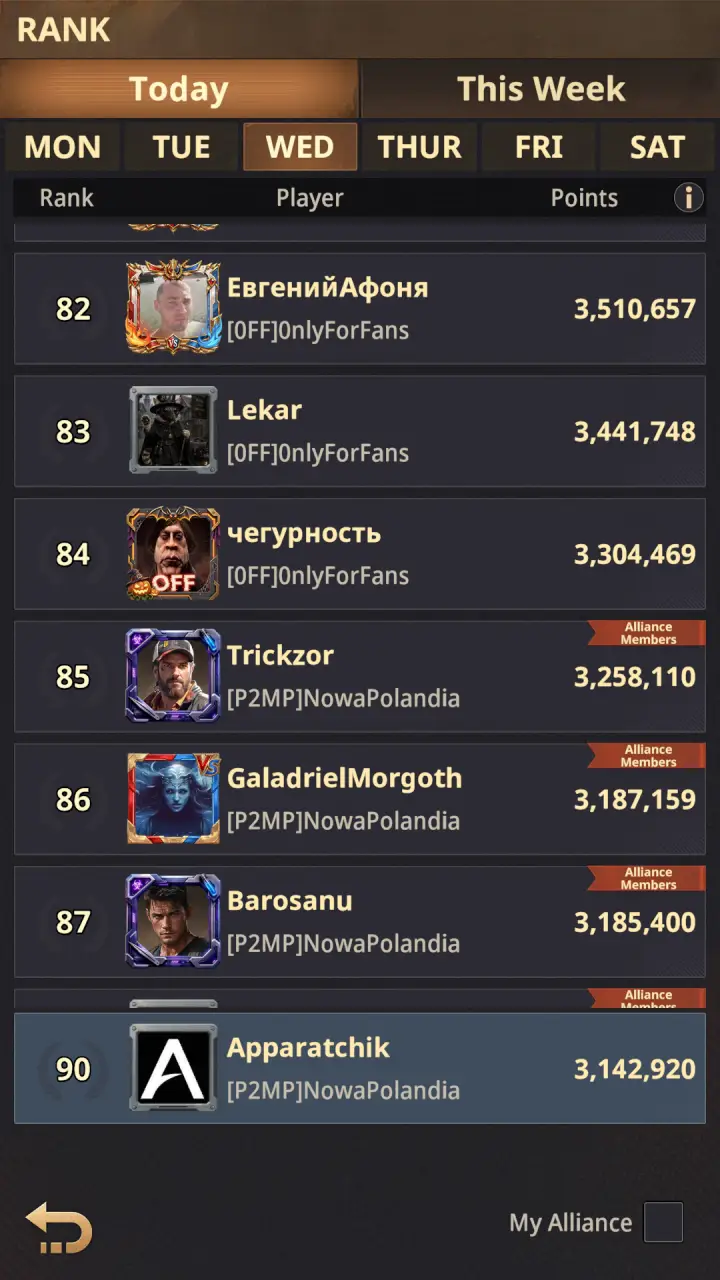 RANK
Today
This Week
MON
TUE
WED
THUR
FRI
SAT
Rank
Player
Points
82
VS
ЕвгенийАфоня
[0FF]0nlyForFans
3,510,657
83
Lekar
[0FF]0nlyForFans
3,441,748
84
OFF
чегурность
[0FF]0nlyForFans
3,304,469
Alliance
Members
85
Trickzor
[P2MP]NowaPolandia
3,258,110
Alliance
Members
86
VS
GaladrielMorgoth
[P2MP]NowaPolandia
3,187,159
Alliance
Members
87
Barosanu
[P2MP]NowaPolandia
3,185,400
Alliance
Members
90
A
Apparatchik
[P2MP]NowaPolandia
3,142,920
My Alliance